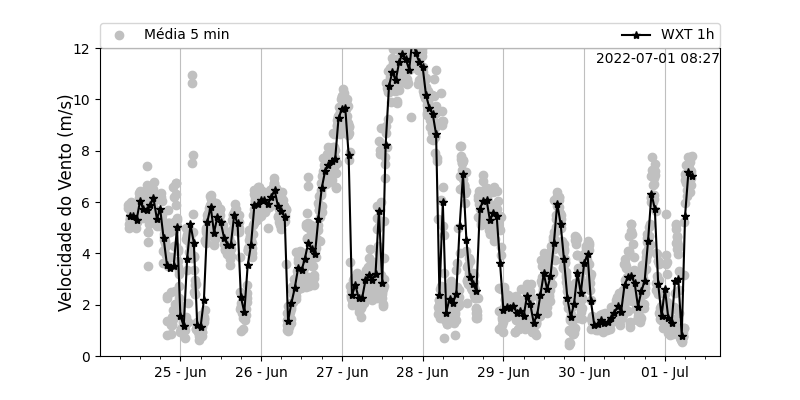 Média 5 min
WXT 1h
2022-07-01 08:27
Velocidade do Vento (m/s)
12
10
8
6
4
2
0
25 - Jun
26 - Jun
27 - Jun
28 - Jun
29 - Jun
30 - Jun
01 - Jul